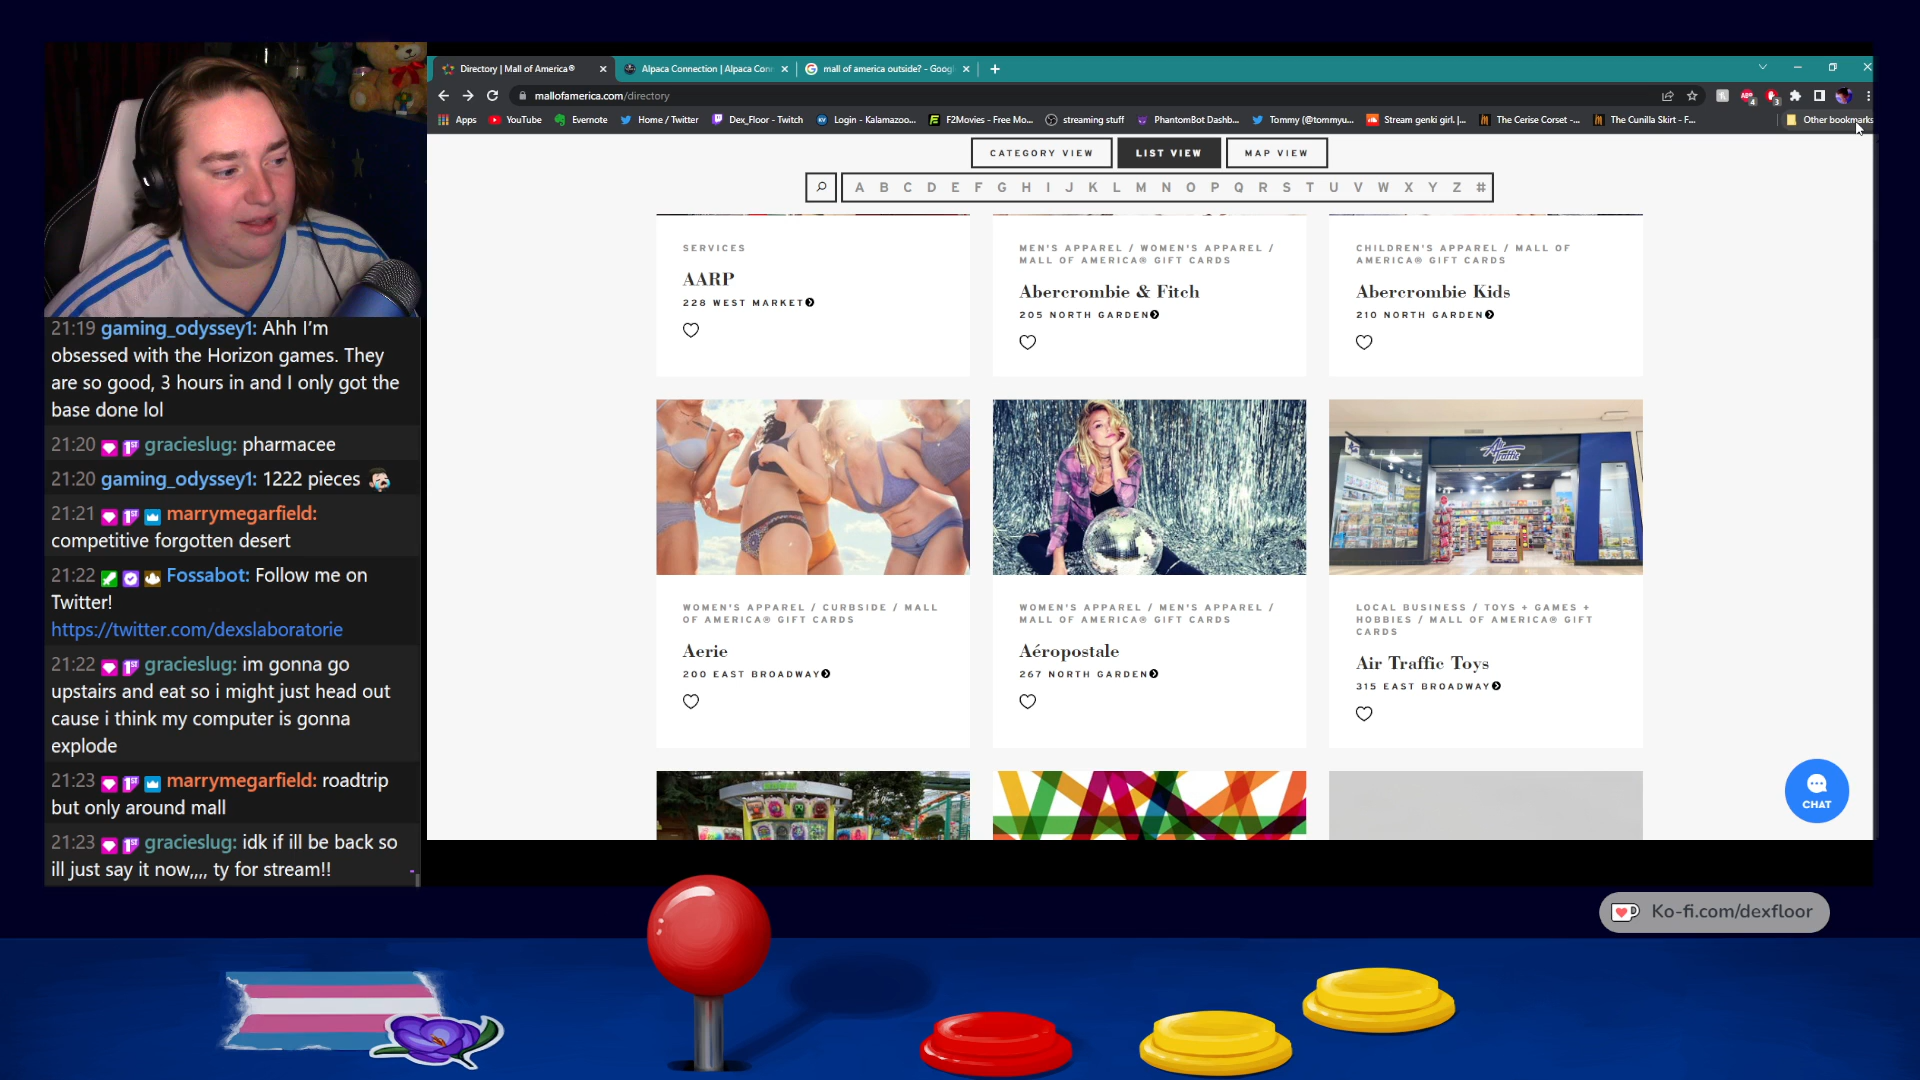 Directory | Mall of America®
Alpaca Connection | Alpaca Con
mall of america outside? - Goog
mallofamerica.com/directory
Apps
YouTube
Evernote
Home / Twitter
Dex_Floor - Twitch
Login - Kalamazoo...
F2Movies - Free Mo...
streaming stuff
PhantomBot Dashb...
Tommy (@tommyu...
Stream genki girl. |...
The Cerise Corset -...
The Cunilla Skirt - F...
Other bookmarks
CATEGORY VIEW
LIST VIEW
MAP VIEW
A B C D E F G H I J K L M N O P Q R S T U V W X Y Z #
SERVICES
AARP
228 WEST MARKET
MEN'S APPAREL / WOMEN'S APPAREL /
MALL OF AMERICA® GIFT CARDS
Abercrombie & Fitch
205 NORTH GARDEN
CHILDREN'S APPAREL / MALL OF
AMERICA® GIFT CARDS
Abercrombie Kids
210 NORTH GARDEN
Air Traffic
WOMEN'S APPAREL / CURBSIDE / MALL
OF AMERICA® GIFT CARDS
Aerie
200 EAST BROADWAY
WOMEN'S APPAREL / MEN'S APPAREL /
MALL OF AMERICA® GIFT CARDS
Aéropostale
267 NORTH GARDEN
LOCAL BUSINESS / TOYS + GAMES +
HOBBIES / MALL OF AMERICA® GIFT
CARDS
Air Traffic Toys
315 EAST BROADWAY
CHAT
21:19 gaming_odyssey1: Ahh I'm
obsessed with the Horizon games. They
are so good, 3 hours in and I only got the
base done lol
21:20 gracieslug: pharmacee
21:20 gaming_odyssey1: 1222 pieces
21:21 marrymegarfield:
competitive forgotten desert
21:22 Fossabot: Follow me on
Twitter!
https://twitter.com/dexslaboratorie
21:22 gracieslug: im gonna go
upstairs and eat so i might just head out
cause i think my computer is gonna
explode
21:23 marrymegarfield: roadtrip
but only around mall
21:23 gracieslug: idk if ill be back so
ill just say it now,,,, ty for stream!!
Ko-fi.com/dexfloor